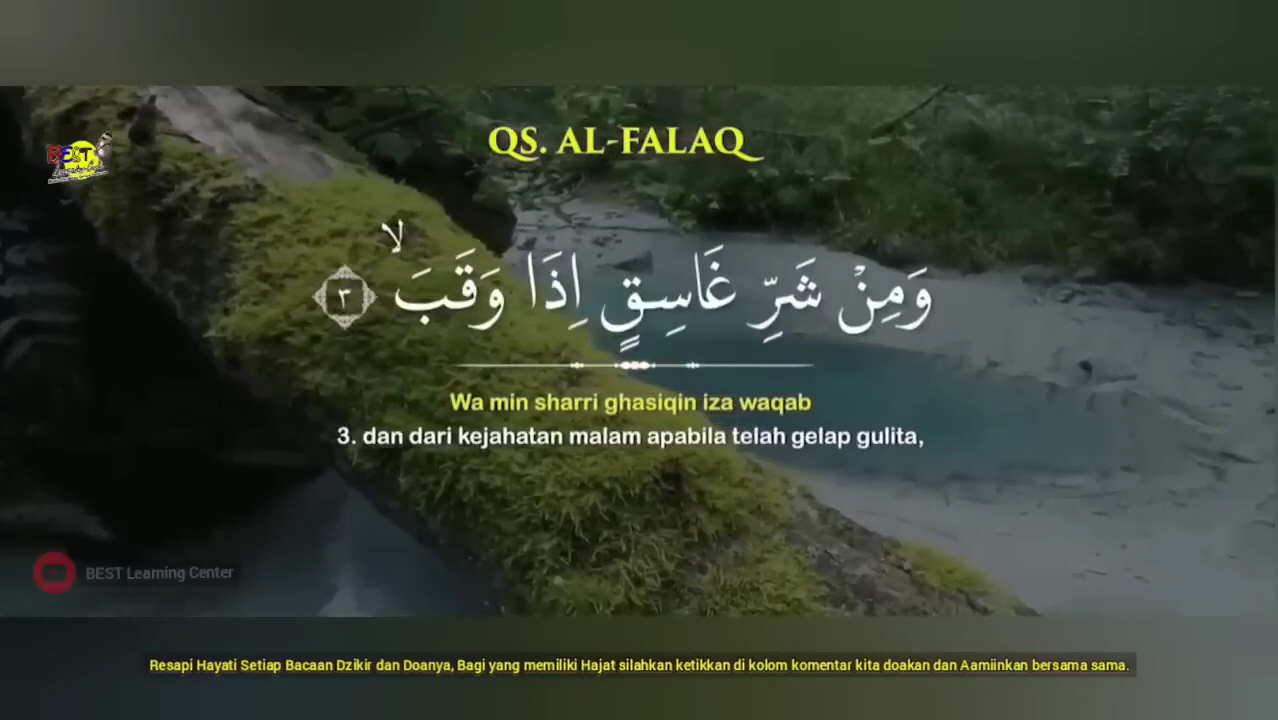 BEST
QS. AL-FALAQ
وَمِنْ شَرِّ غَاسِقٍ اِذَا وَقَبَۙ ٣
Wa min sharri ghasiqin iza waqab
3. dan dari kejahatan malam apabila telah gelap gulita,
BEST Learning Center
Resapi Hayati Setiap Bacaan Dzikir dan Doanya, Bagi yang memiliki Hajat silahkan ketikkan di kolom komentar kita doakan dan Aamiinkan bersama sama.